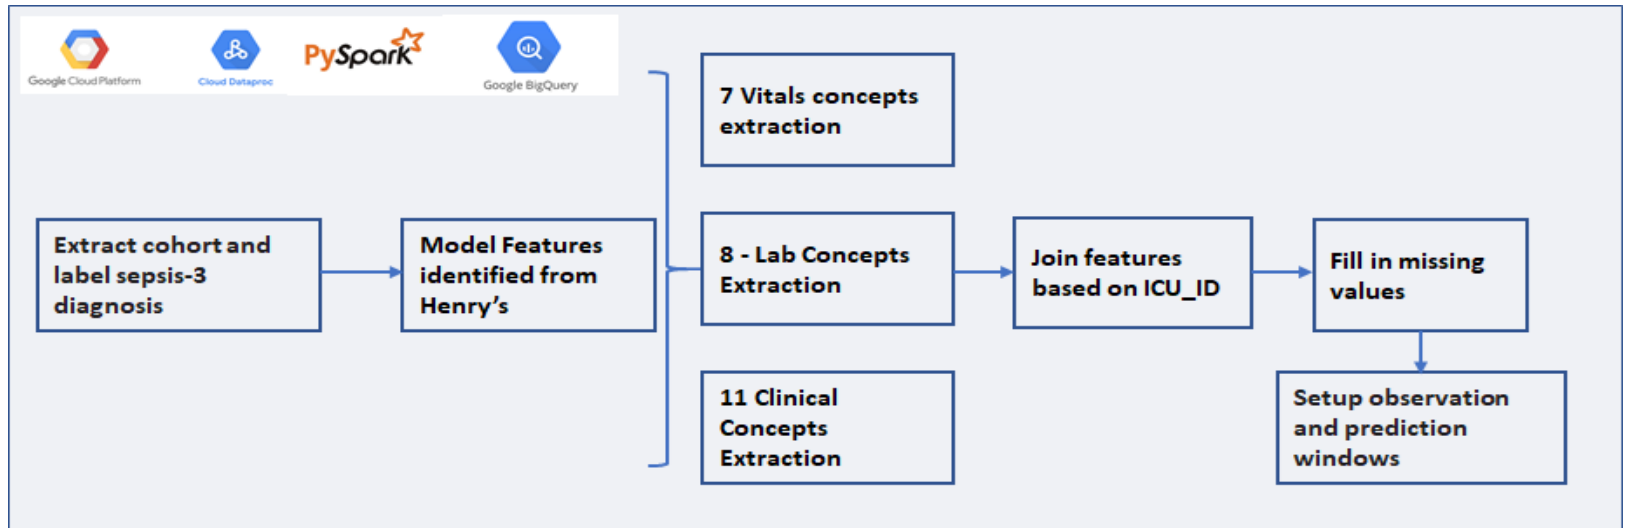 Google Cloud Platform
Cloud Dataproc
PySpark
Google BigQuery
7 Vitals concepts
extraction
Extract cohort and
label sepsis-3
diagnosis
Model Features
identified from
Henry's
8 - Lab Concepts
Extraction
Join features
based on ICU_ID
Fill in missing
values
11 Clinical
Concepts
Extraction
Setup observation
and prediction
windows